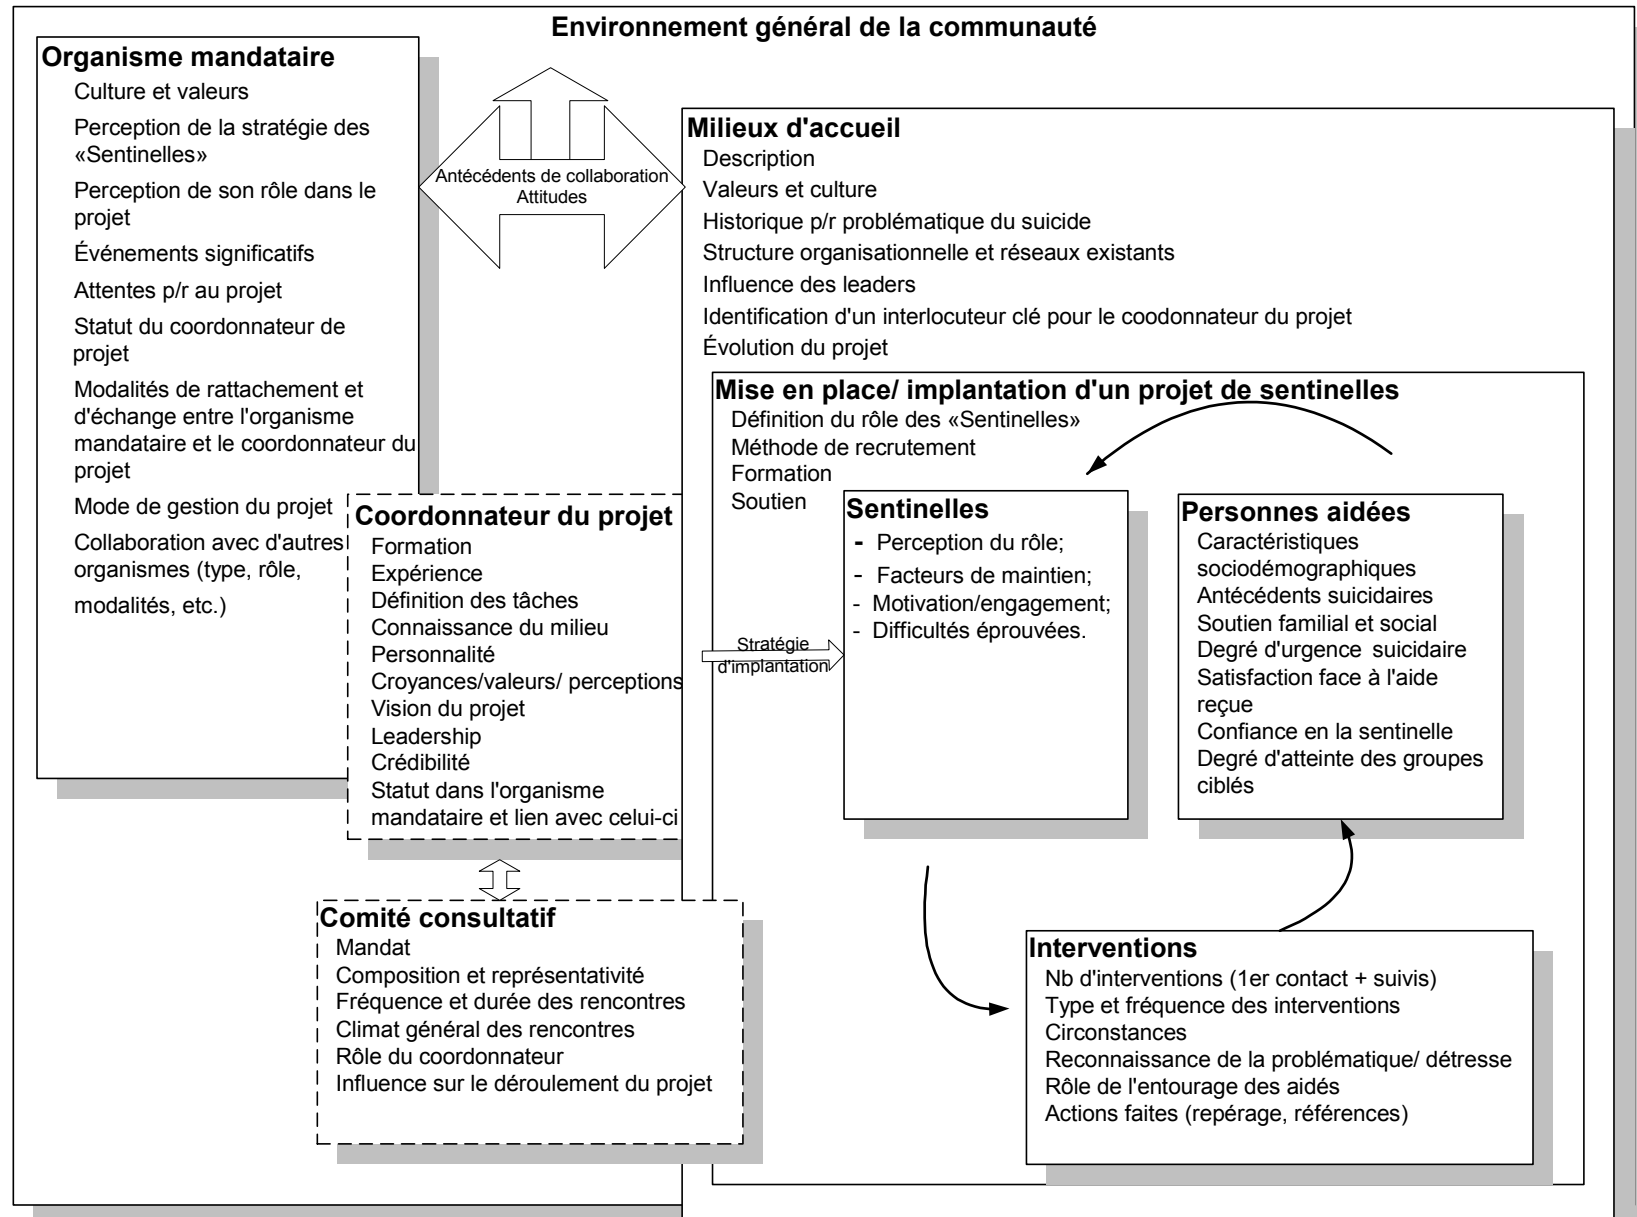 Environnement général de la communauté
Organisme mandataire
Culture et valeurs
Perception de la stratégie des
«Sentinelles»
Perception de son rôle dans le
projet
Événements significatifs
Attentes p/r au projet
Statut du coordonnateur de
projet
Modalités de rattachement et
d'échange entre l'organisme
mandataire et le coordonnateur du
projet
Mode de gestion du projet
Collaboration avec d'autres
organismes (type, rôle,
modalités, etc.)
Antécédents de collaboration
Attitudes
Milieux d'accueil
Description
Valeurs et culture
Historique p/r problématique du suicide
Structure organisationnelle et réseaux existants
Influence des leaders
Identification d'un interlocuteur clé pour le coodonnateur du projet
Évolution du projet
Mise en place/ implantation d'un projet de sentinelles
Définition du rôle des «Sentinelles»
Méthode de recrutement
Formation
Soutien
Coordonnateur du projet
Formation
Expérience
Définition des tâches
Connaissance du milieu
Personnalité
Croyances/valeurs/ perceptions
Vision du projet
Leadership
Crédibilité
Statut dans l'organisme
mandataire et lien avec celui-ci
Stratégie
d'implantation
Sentinelles
- Perception du rôle;
- Facteurs de maintien;
- Motivation/engagement;
- Difficultés éprouvées.
Personnes aidées
Caractéristiques
sociodémographiques
Antécédents suicidaires
Soutien familial et social
Degré d'urgence suicidaire
Satisfaction face à l'aide
reçue
Confiance en la sentinelle
Degré d'atteinte des groupes
ciblés
Comité consultatif
Mandat
Composition et représentativité
Fréquence et durée des rencontres
Climat général des rencontres
Rôle du coordonnateur
Influence sur le déroulement du projet
Interventions
Nb d'interventions (1er contact + suivis)
Type et fréquence des interventions
Circonstances
Reconnaissance de la problématique/ détresse
Rôle de l'entourage des aidés
Actions faites (repérage, références)